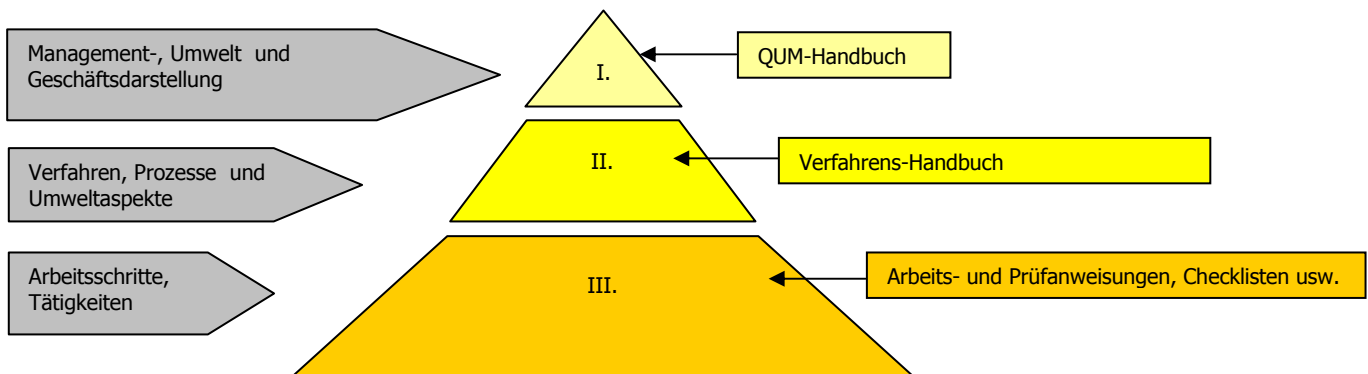 Management-, Umwelt und
Geschäftsdarstellung
I.
QUM-Handbuch
Verfahren, Prozesse und
Umweltaspekte
II.
Verfahrens-Handbuch
Arbeitsschritte,
Tätigkeiten
III.
Arbeits- und Prüfanweisungen, Checklisten usw.